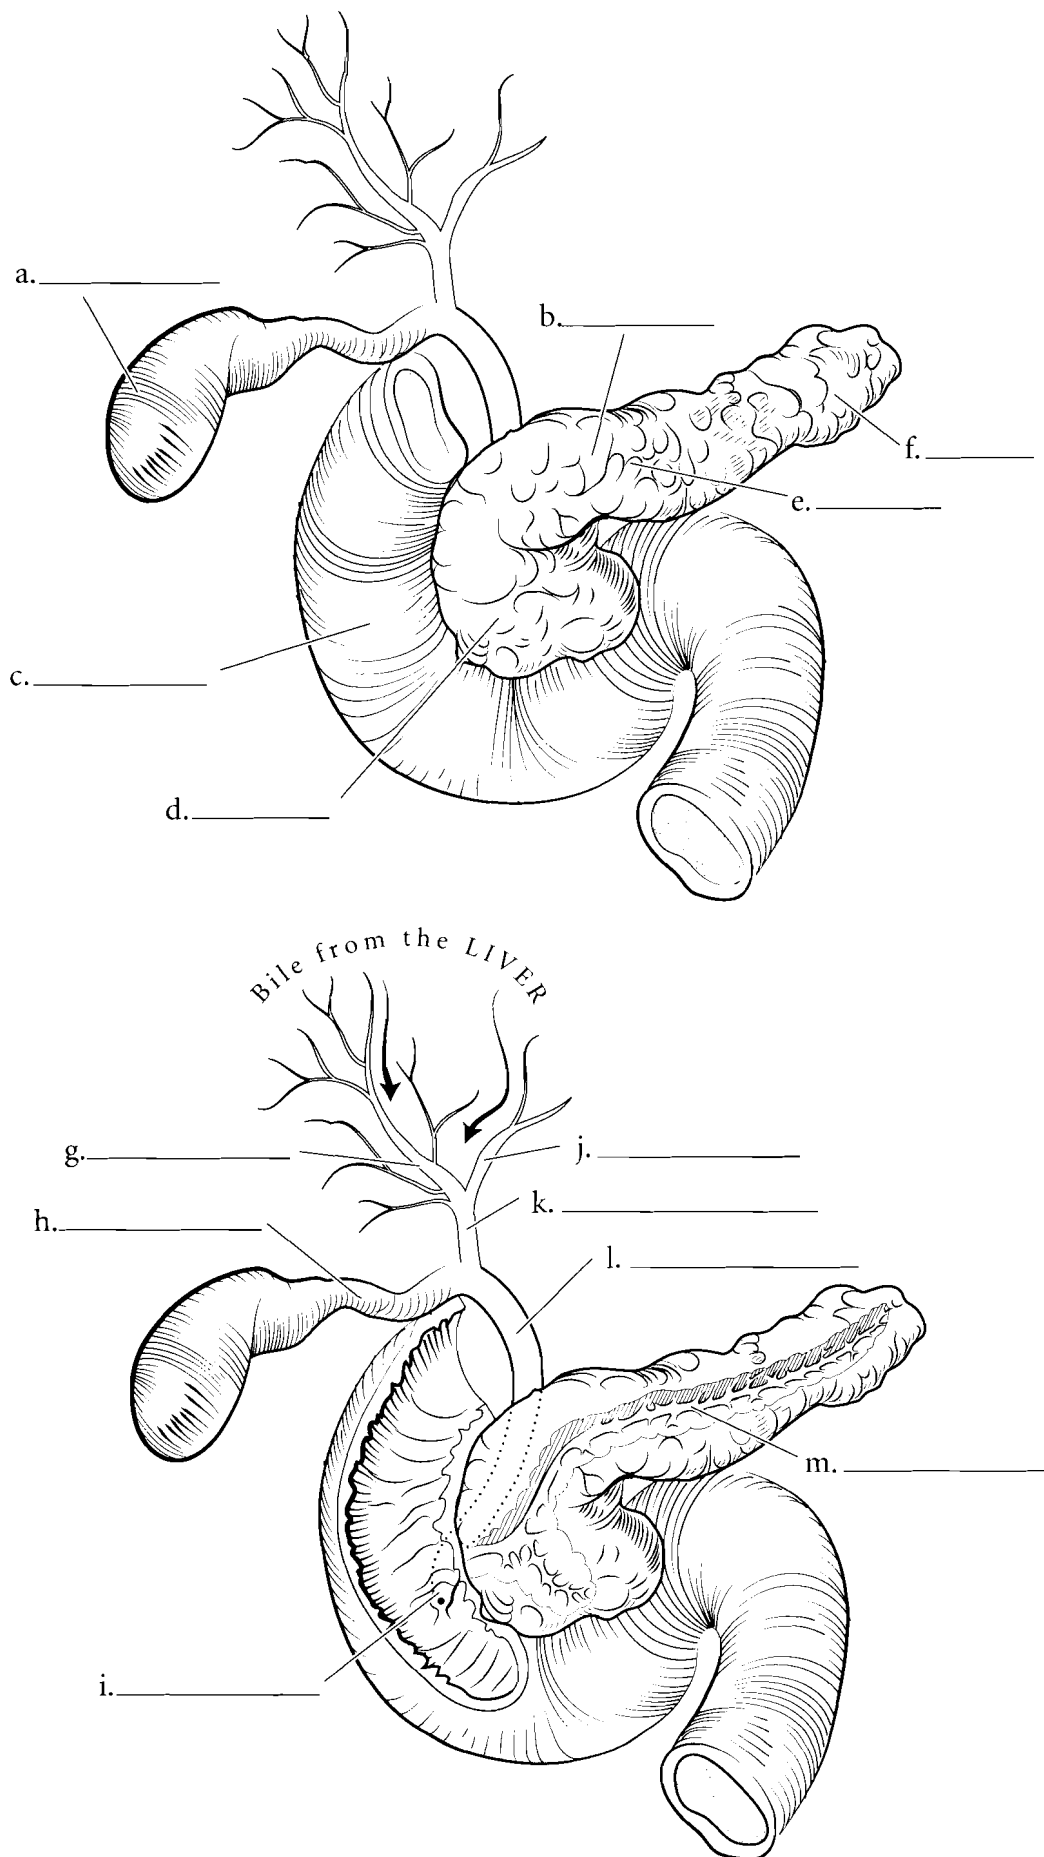 a.
b.
f.
e.
c.
d.
Bile from the LIVER
g.
j.
k.
h.
l.
m.
i.